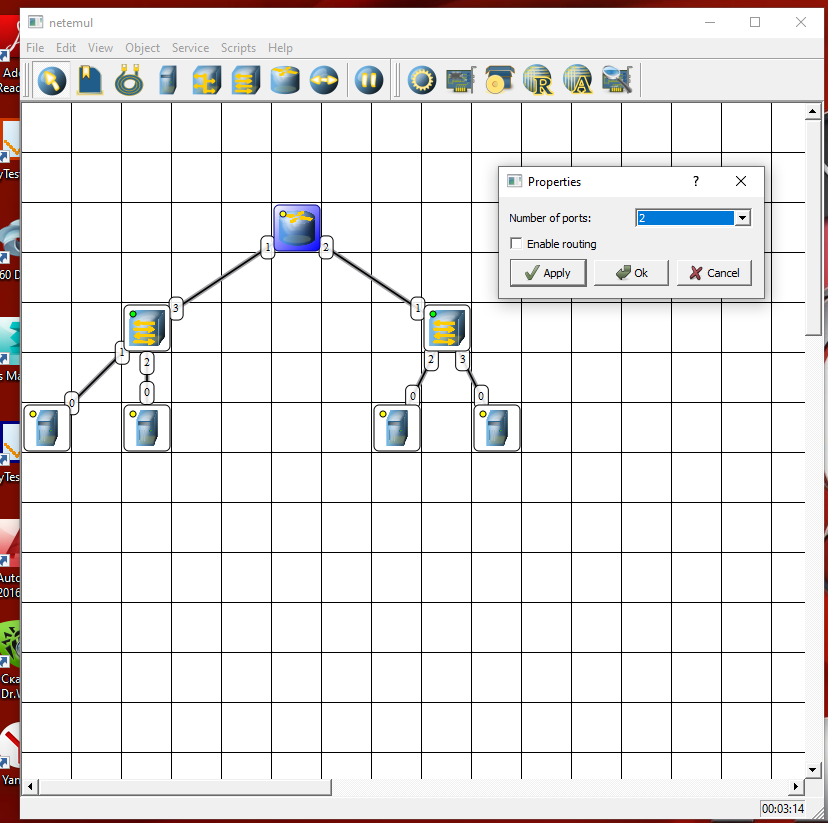 netemul
File Edit View Object Service Scripts Help
Properties
?
Number of ports:
2
Enable routing
Apply Ok Cancel
1
2
3
1
1
2
2
3
0
0
0
0
Ado
Read
yTes
60 D
s Ma
yTes
Auto
2016
Ска
Dr.W
Yan
00:03:14